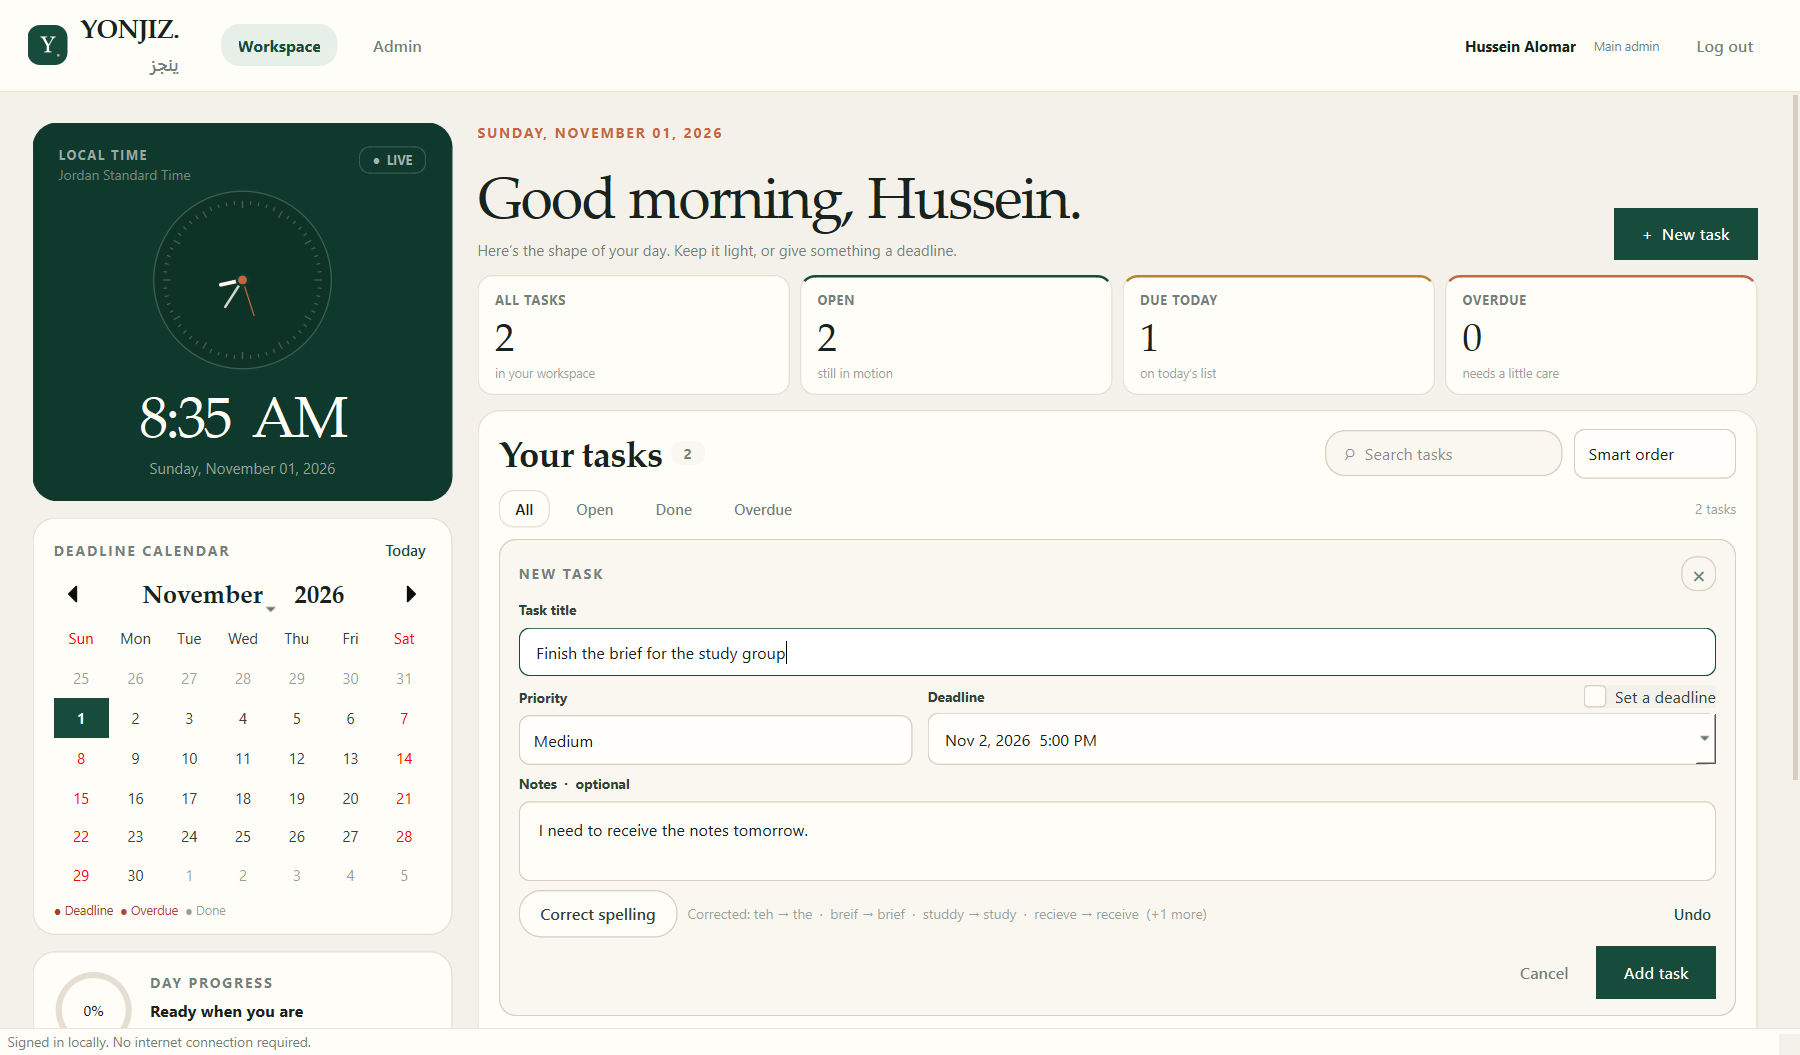 Y.
YONJIZ.
ينجز
Workspace
Admin
Hussein Alomar
Main admin
Log out
LOCAL TIME
Jordan Standard Time
● LIVE
8:35 AM
Sunday, November 01, 2026
DEADLINE CALENDAR
Today
November 2026
Sun Mon Tue Wed Thu Fri Sat
25 26 27 28 29 30 31
1 2 3 4 5 6 7
8 9 10 11 12 13 14
15 16 17 18 19 20 21
22 23 24 25 26 27 28
29 30 1 2 3 4 5
● Deadline ● Overdue ● Done
DAY PROGRESS
0%
Ready when you are
SUNDAY, NOVEMBER 01, 2026
Good morning, Hussein.
Here's the shape of your day. Keep it light, or give something a deadline.
+ New task
ALL TASKS
2
in your workspace
OPEN
2
still in motion
DUE TODAY
1
on today's list
OVERDUE
0
needs a little care
Your tasks 2
Search tasks
Smart order
All
Open
Done
Overdue
2 tasks
NEW TASK
×
Task title
Finish the brief for the study group
Priority
Medium
Deadline
Set a deadline
Nov 2, 2026 5:00 PM
Notes · optional
I need to receive the notes tomorrow.
Correct spelling
Corrected: teh → the · breif → brief · studdy → study · recieve → receive (+1 more)
Undo
Cancel
Add task
Signed in locally. No internet connection required.